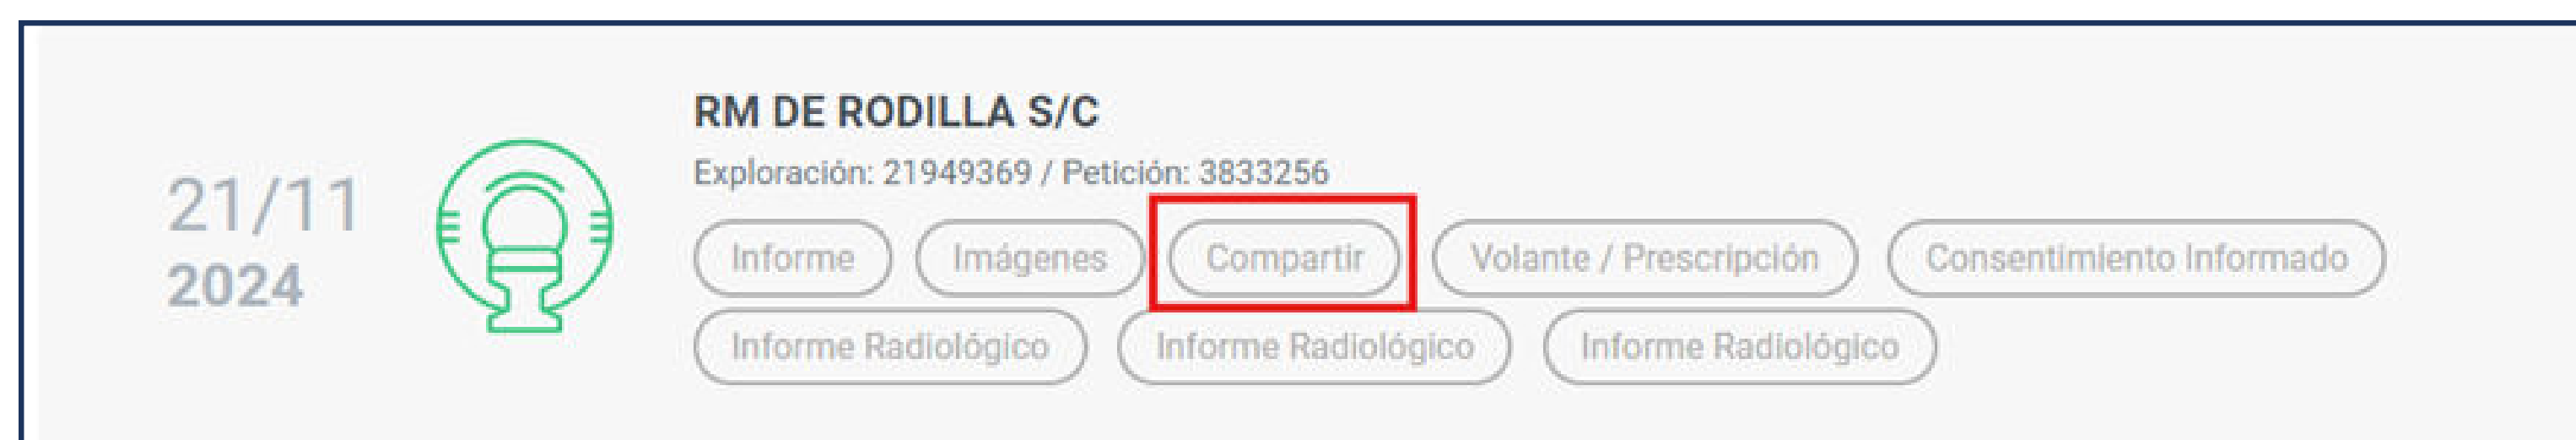 21/11
2024
RM DE RODILLA S/C
Exploración: 21949369 / Petición: 3833256
Informe Imágenes Compartir Volante / Prescripción Consentimiento Informado
Informe Radiológico Informe Radiológico Informe Radiológico